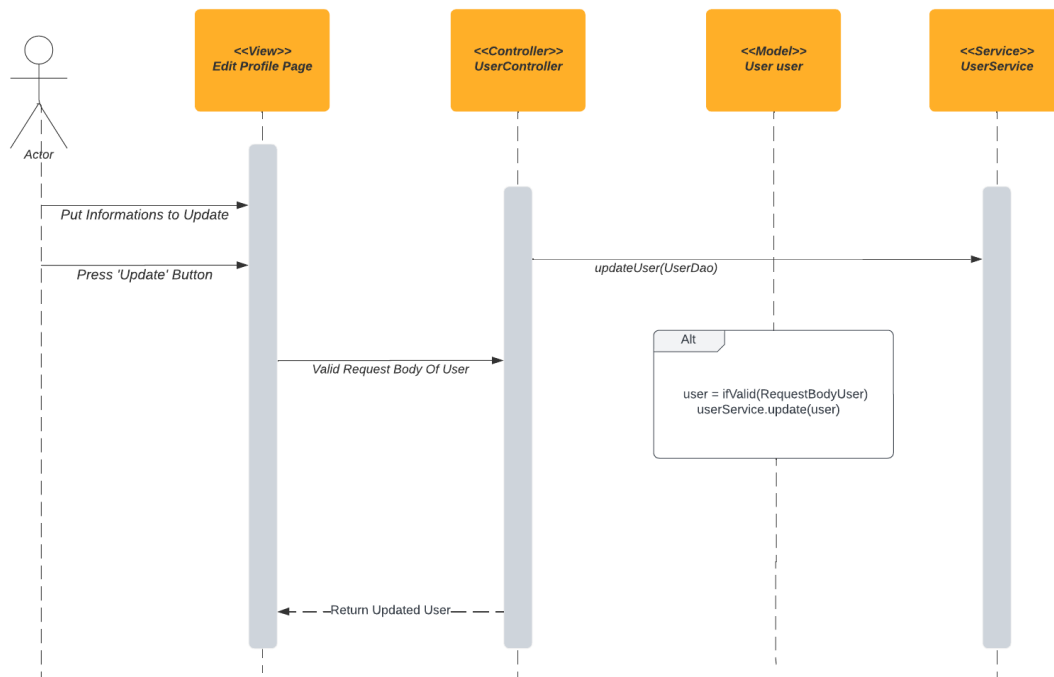 <<View>>
Edit Profile Page
<<Controller>>
UserController
<<Model>>
User user
<<Service>>
UserService
Actor
Put Informations to Update
Press 'Update' Button
updateUser(UserDao)
Alt
Valid Request Body Of User
user = ifValid(RequestBodyUser)
userService.update(user)
Return Updated User